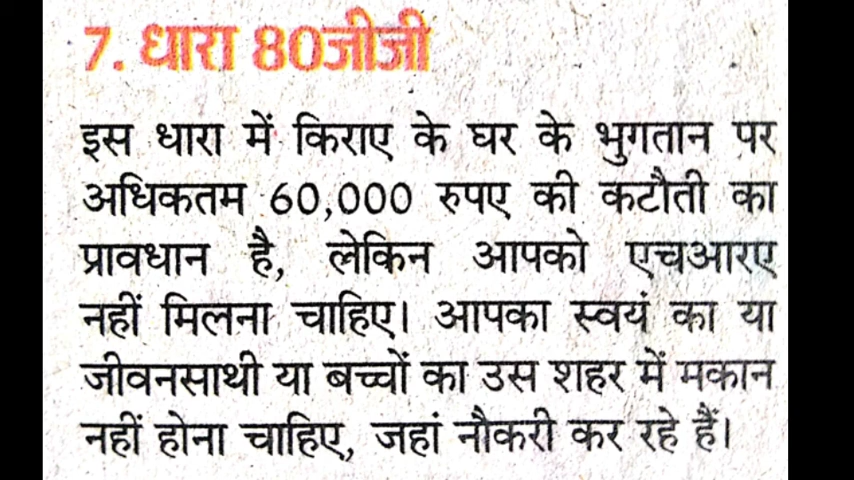 7. धारा 80जीजी
इस धारा में किराए के घर के भुगतान पर
अधिकतम 60,000 रुपए की कटौती का
प्रावधान है, लेकिन आपको एचआरए
नहीं मिलना चाहिए। आपका स्वयं का या
जीवनसाथी या बच्चों का उस शहर में मकान
नहीं होना चाहिए, जहां नौकरी कर रहे हैं।